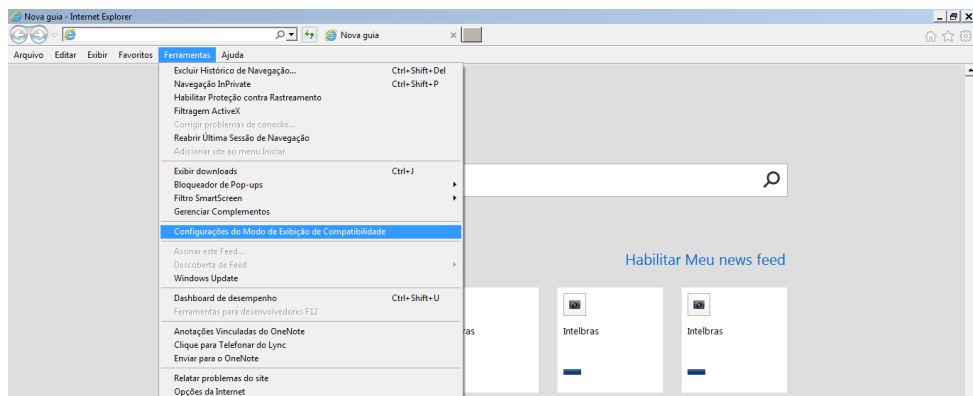 Nova guia - Internet Explorer
Nova guia
Arquivo Editar Exibir Favoritos Ferramentas Ajuda
Excluir Histórico de Navegação... Ctrl+Shift+Del
Navegação InPrivate Ctrl+Shift+P
Habilitar Proteção contra Rastreamento
Filtragem ActiveX
Corrigir problemas de conexão...
Reabrir Última Sessão de Navegação
Adicionar site ao menu Iniciar
Exibir downloads Ctrl+J
Bloqueador de Pop-ups
Filtro SmartScreen
Gerenciar Complementos
Configurações do Modo de Exibição de Compatibilidade
Assinar este Feed...
Descoberta de Feed
Windows Update
Dashboard de desempenho Ctrl+Shift+U
Ferramentas para desenvolvedores F12
Anotações Vinculadas do OneNote
Clique para Telefonar do Lync
Enviar para o OneNote
Relatar problemas do site
Opções da Internet
Habilitar Meu news feed
ras
Intelbras
Intelbras